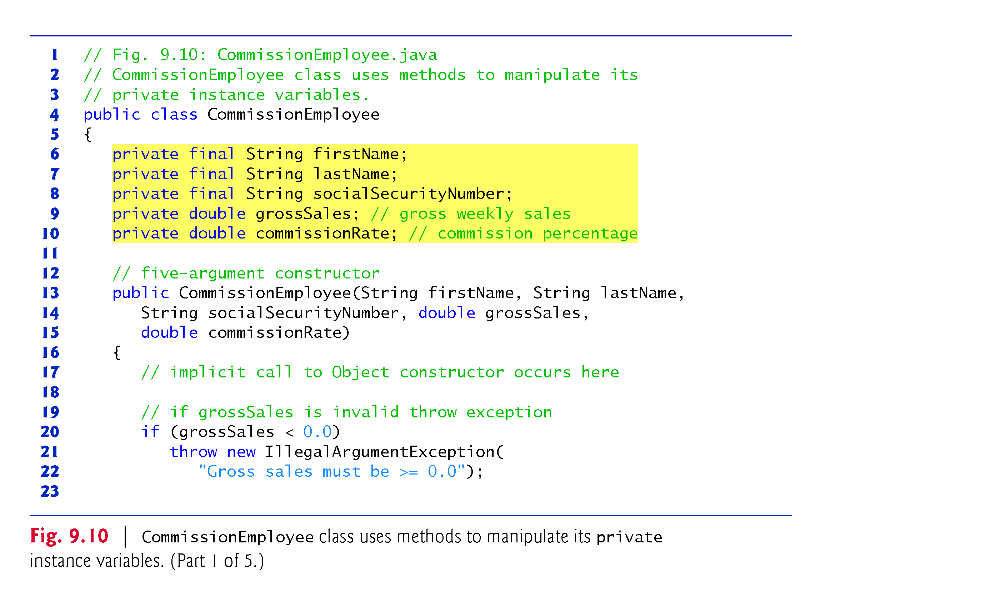 1 // Fig. 9.10: CommissionEmployee.java
2 // CommissionEmployee class uses methods to manipulate its
3 // private instance variables.
4 public class CommissionEmployee
5 {
6 private final String firstName;
7 private final String lastName;
8 private final String socialSecurityNumber;
9 private double grossSales; // gross weekly sales
10 private double commissionRate; // commission percentage
11
12 // five-argument constructor
13 public CommissionEmployee(String firstName, String lastName,
14 String socialSecurityNumber, double grossSales,
15 double commissionRate)
16 {
17 // implicit call to Object constructor occurs here
18
19 // if grossSales is invalid throw exception
20 if (grossSales < 0.0)
21 throw new IllegalArgumentException(
22 "Gross sales must be >= 0.0");
23
Fig. 9.10 | CommissionEmployee class uses methods to manipulate its private
instance variables. (Part 1 of 5.)